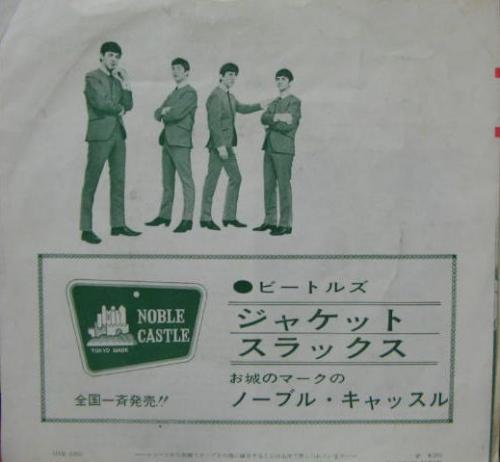 NOBLE
CASTLE
TOKYO MADE
全国一斉発売!!
●ビートルズ
ジャケット
スラックス
お城のマークの
ノーブル・キャッスル